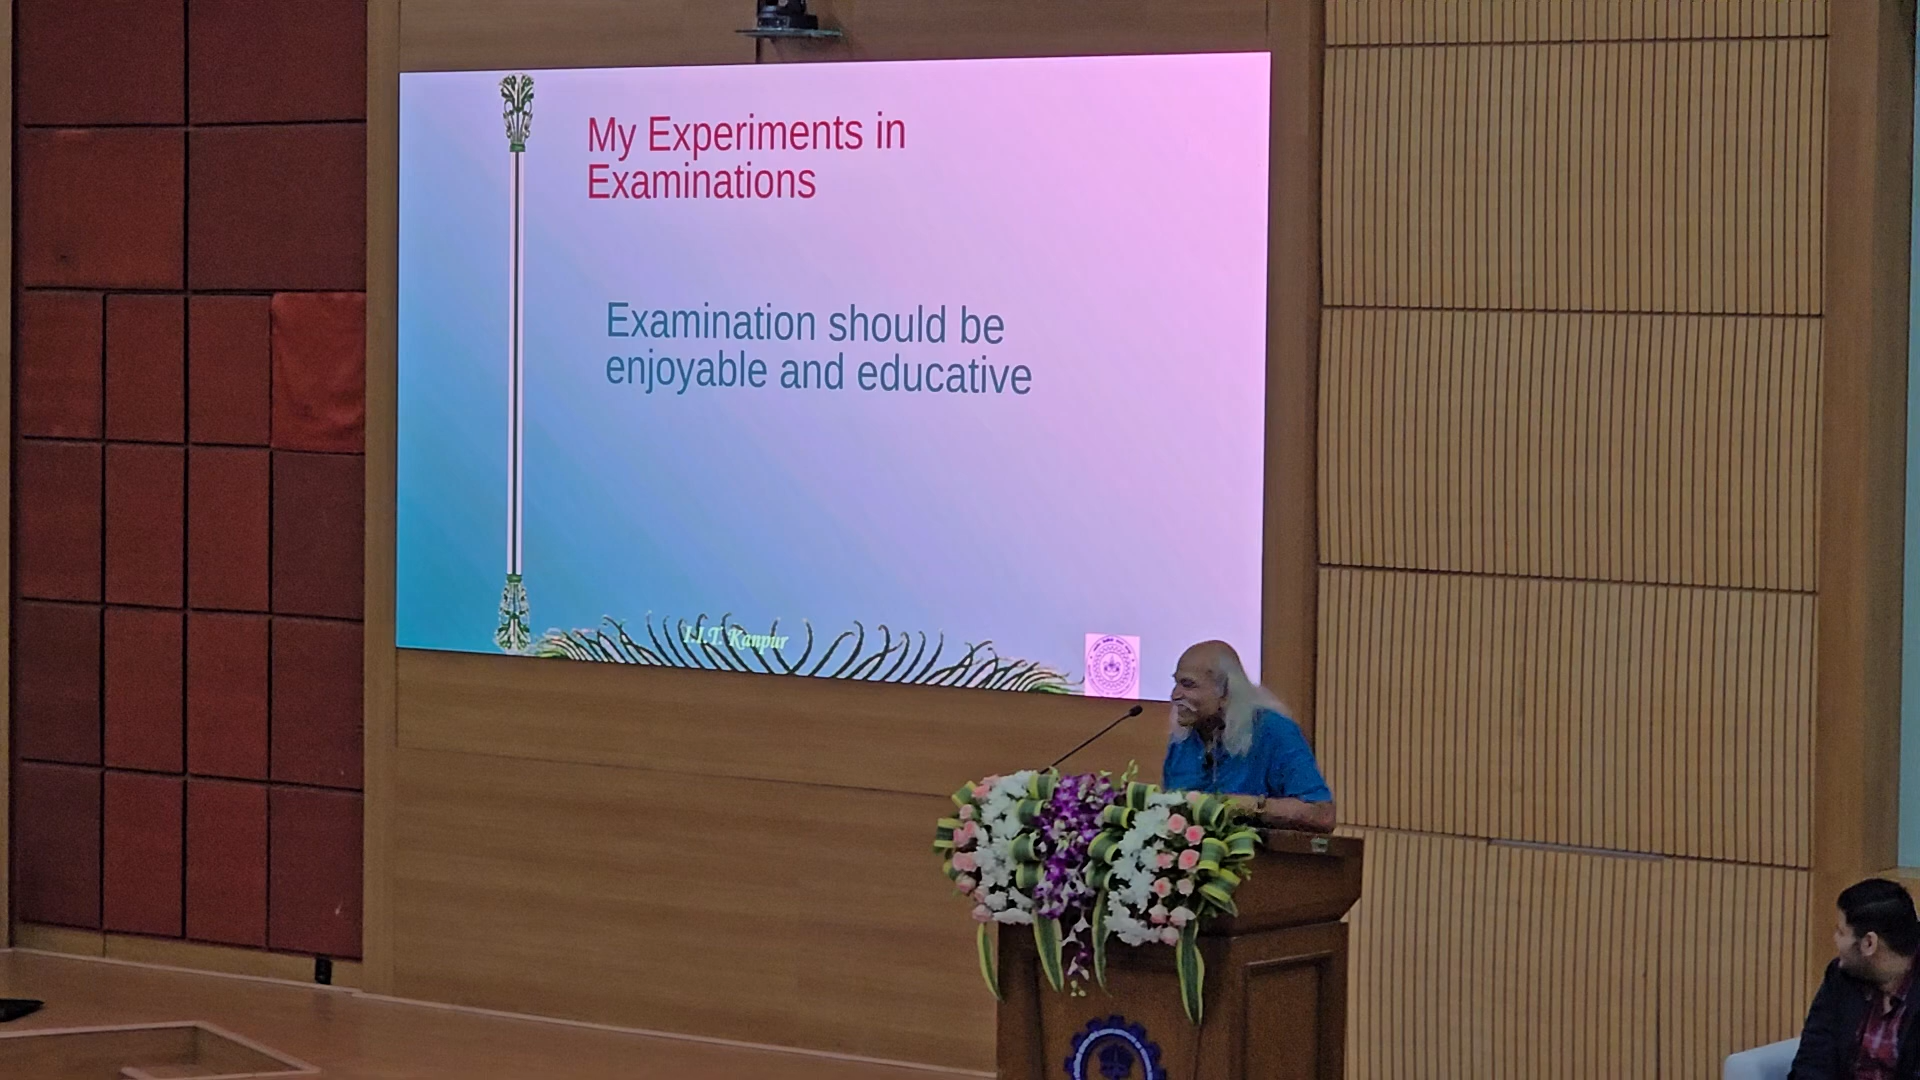 My Experiments in
Examinations
Examination should be
enjoyable and educative
I.I.T. Kanpur